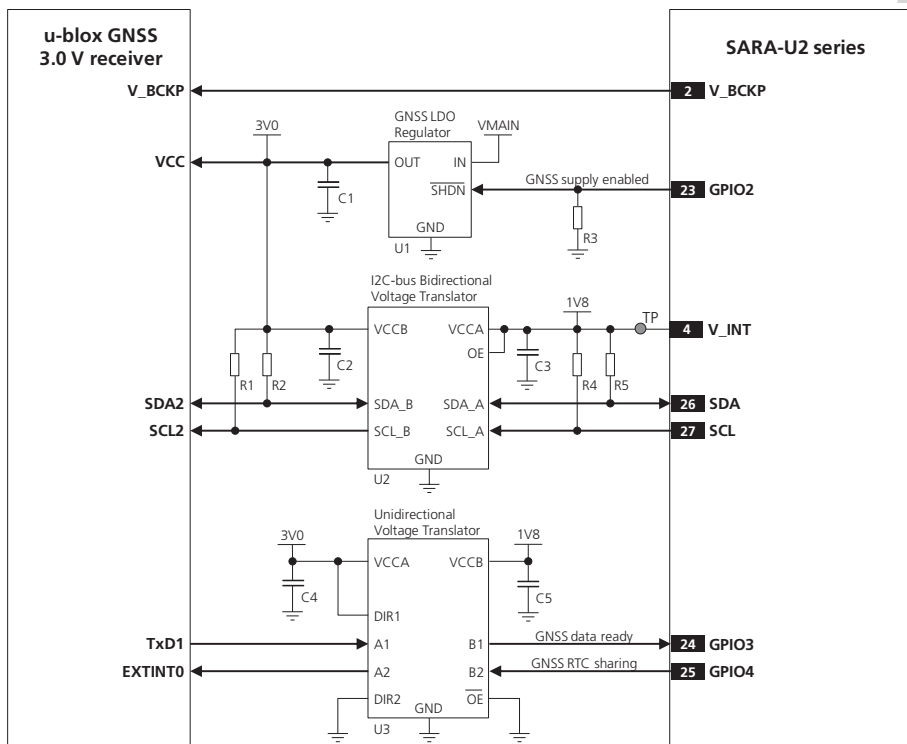 u-blox GNSS
3.0 V receiver
SARA-U2 series
V_BCKP
2 V_BCKP
GNSS LDO
Regulator
3V0
VMAIN
VCC
OUT IN
GNSS supply enabled
SHDN
23 GPIO2
C1
R3
GND
U1
I2C-bus Bidirectional
Voltage Translator
1V8
TP
VCCB VCCA
4 V_INT
OE
R1 R2 C2 C3 R4 R5
SDA2 SDA_B SDA_A 26 SDA
SCL2 SCL_B SCL_A 27 SCL
GND
U2
Unidirectional
Voltage Translator
3V0 1V8
VCCA VCCB
C4 C5
DIR1
TxD1 A1 B1 GNSS data ready 24 GPIO3
EXTINT0 A2 B2 GNSS RTC sharing 25 GPIO4
DIR2 OE
GND
U3